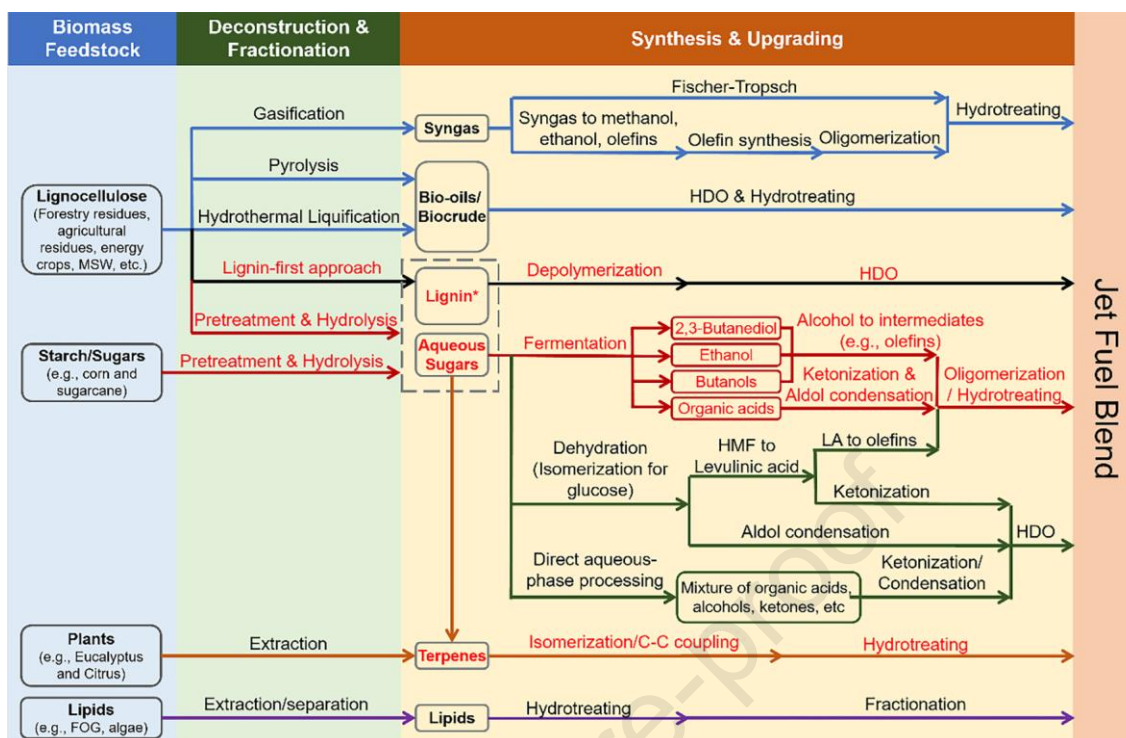 Biomass
Feedstock
Deconstruction &
Fractionation
Synthesis & Upgrading
Lignocellulose
(Forestry residues,
agricultural
residues, energy
crops, MSW, etc.)
Starch/Sugars
(e.g., corn and
sugarcane)
Plants
(e.g., Eucalyptus
and Citrus)
Lipids
(e.g., FOG, algae)
Gasification
Pyrolysis
Hydrothermal Liquification
Lignin-first approach
Pretreatment & Hydrolysis
Pretreatment & Hydrolysis
Extraction
Extraction/separation
Syngas
Bio-oils/
Biocrude
Lignin*
Aqueous
Sugars
Terpenes
Lipids
Fischer-Tropsch
Syngas to methanol,
ethanol, olefins
Olefin synthesis
Oligomerization
Hydrotreating
HDO & Hydrotreating
Depolymerization
HDO
Fermentation
2,3-Butanediol
Ethanol
Butanols
Organic acids
Alcohol to intermediates
(e.g., olefins)
Ketonization &
Aldol condensation
Oligomerization
/ Hydrotreating
Dehydration
(Isomerization for
glucose)
HMF to
Levulinic acid
LA to olefins
Ketonization
Aldol condensation
HDO
Direct aqueous-
phase processing
Mixture of organic acids,
alcohols, ketones, etc
Ketonization/
Condensation
Isomerization/C-C coupling
Hydrotreating
Hydrotreating
Fractionation
Jet Fuel Blend
re-proof